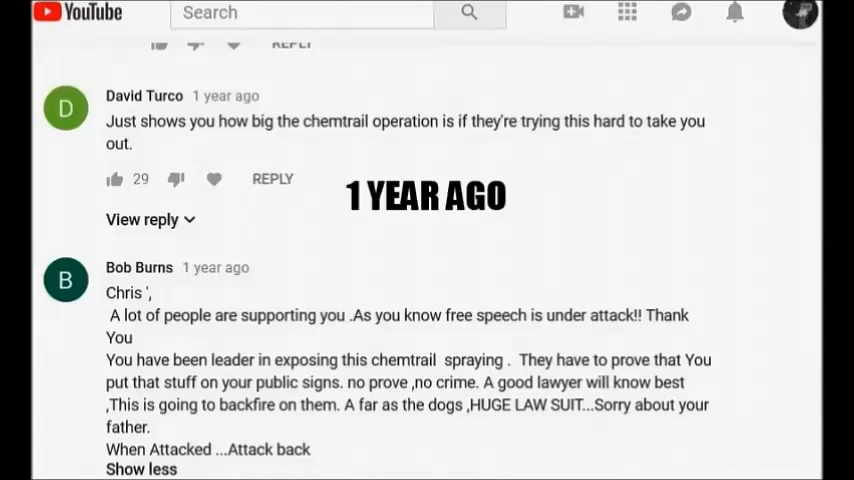 YouTube
Search
REPLY
David Turco 1 year ago
Just shows you how big the chemtrail operation is if they're trying this hard to take you
out.
29 REPLY
1 YEAR AGO
View reply
Bob Burns 1 year ago
Chris ',
A lot of people are supporting you .As you know free speech is under attack!! Thank
You
You have been leader in exposing this chemtrail spraying . They have to prove that You
put that stuff on your public signs. no prove ,no crime. A good lawyer will know best
,This is going to backfire on them. A far as the dogs ,HUGE LAW SUIT...Sorry about your
father.
When Attacked ...Attack back
Show less
D
B